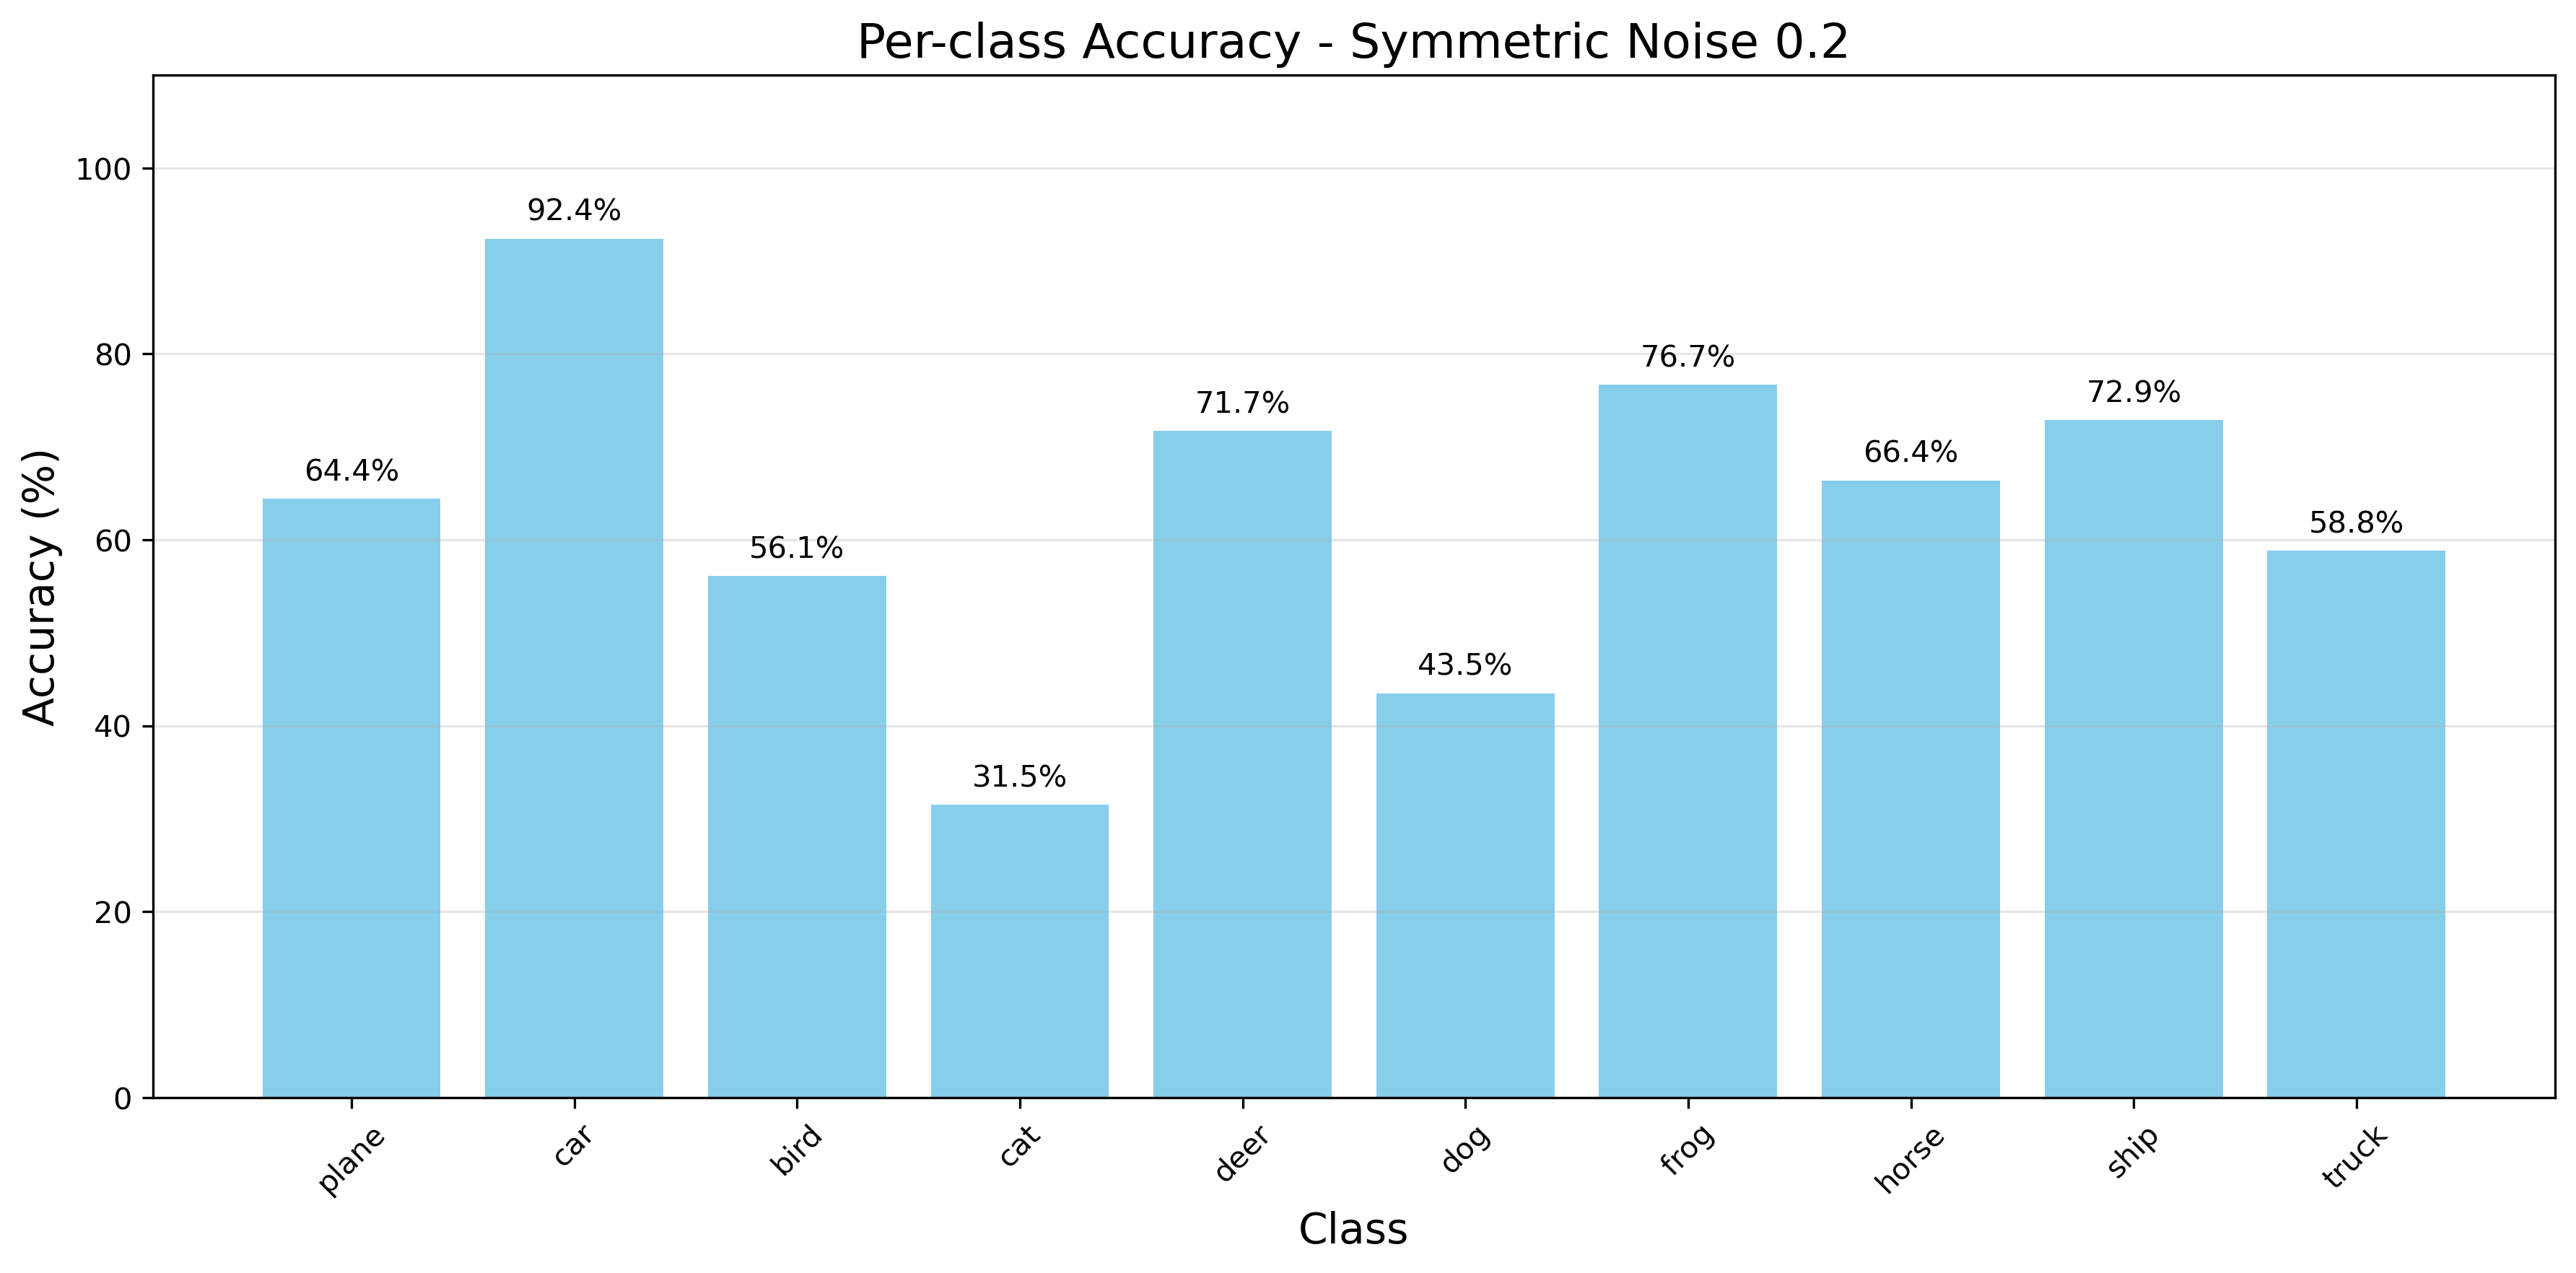 Per-class Accuracy - Symmetric Noise 0.2
Accuracy (%)
100
80
60
40
20
0
64.4%
92.4%
56.1%
31.5%
71.7%
43.5%
76.7%
66.4%
72.9%
58.8%
plane
car
bird
cat
deer
dog
frog
horse
ship
truck
Class